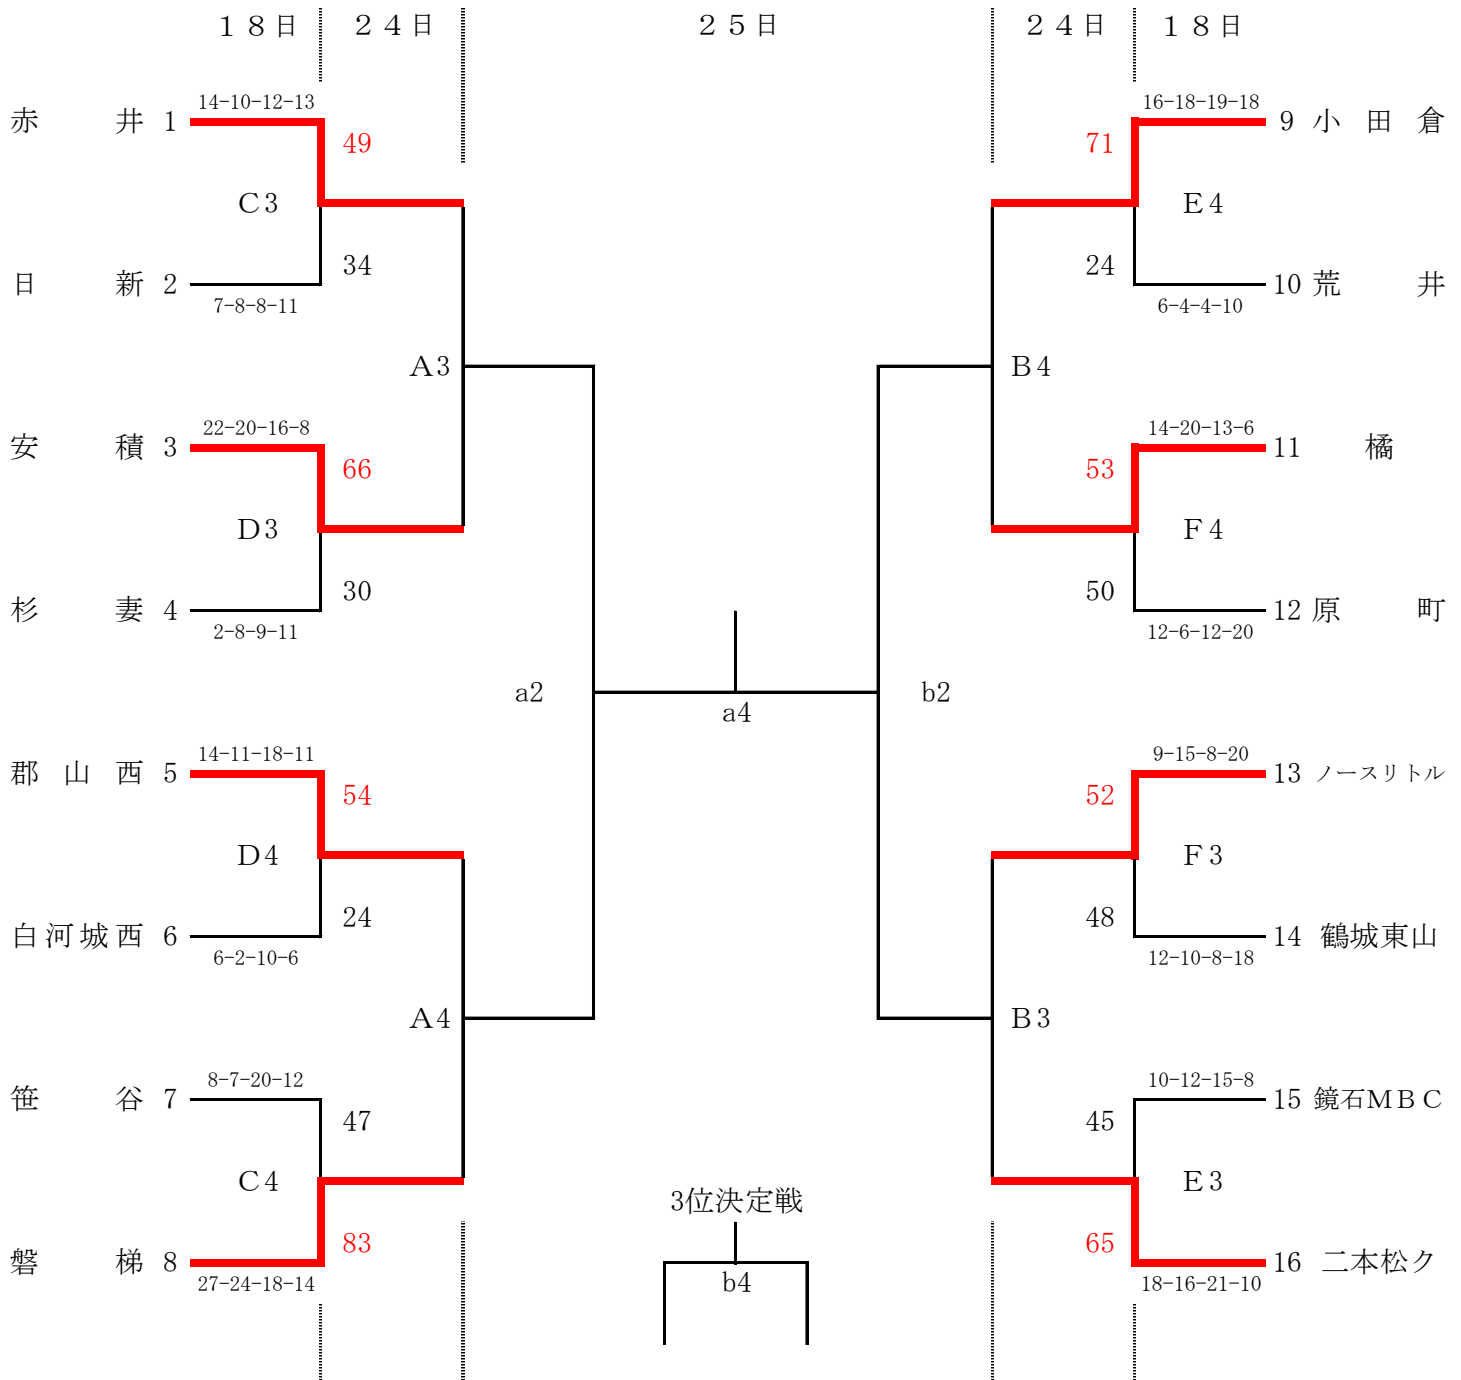 １８日 ２４日 ２５日 ２４日 １８日
14-10-12-13 16-18-19-18
赤井 1 49 71 9 小田倉
Ｃ3 Ｅ4
日新 2 34 24 10 荒井
7-8-8-11 6-4-4-10
Ａ3 Ｂ4
22-20-16-8 14-20-13-6
安積 3 66 53 11 橘
Ｄ3 Ｆ4
杉妻 4 30 50 12 原町
2-8-9-11 12-6-12-20
a2 a4 b2
14-11-18-11 9-15-8-20
郡山西 5 54 52 13 ノースリトル
Ｄ4 Ｆ3
白河城西 6 24 48 14 鶴城東山
6-2-10-6 12-10-8-18
Ａ4 Ｂ3
8-7-20-12 10-12-15-8
笹谷 7 47 45 15 鏡石ＭＢＣ
Ｃ4 3位決定戦 Ｅ3
磐梯 8 83 b4 65 16 二本松ク
27-24-18-14 18-16-21-10